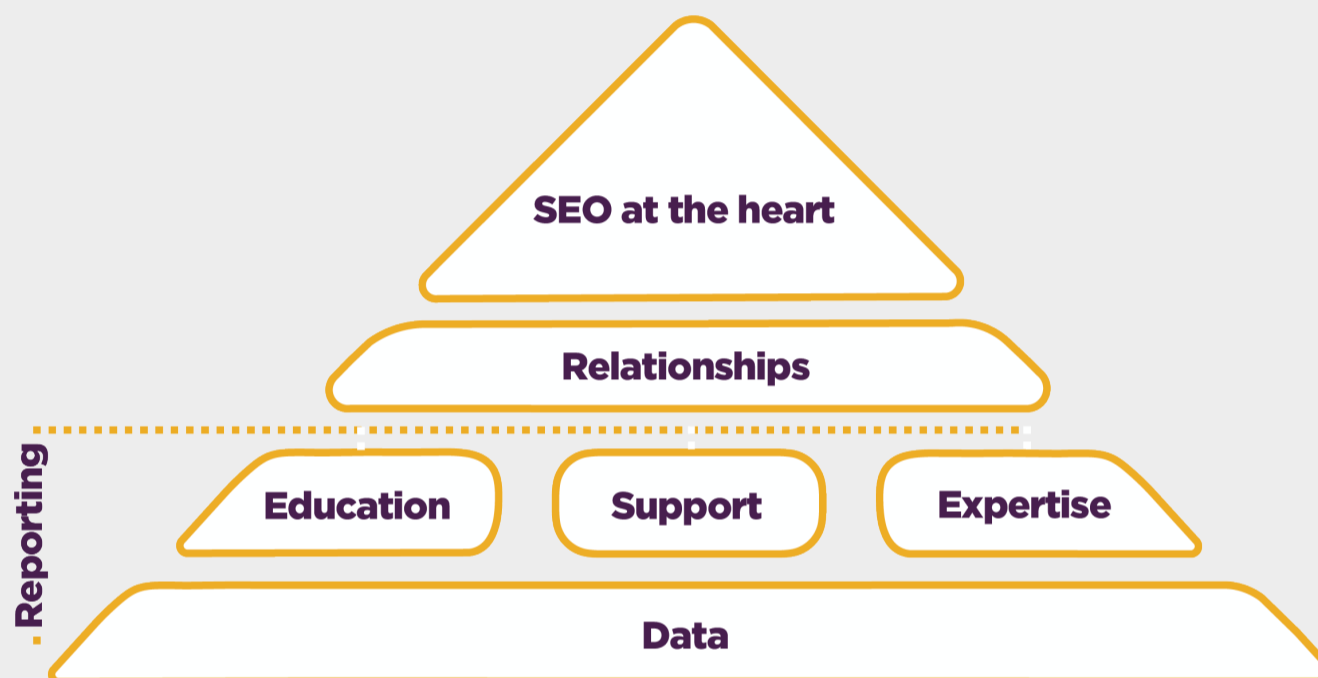 SEO at the heart
Relationships
Reporting
Education
Support
Expertise
Data